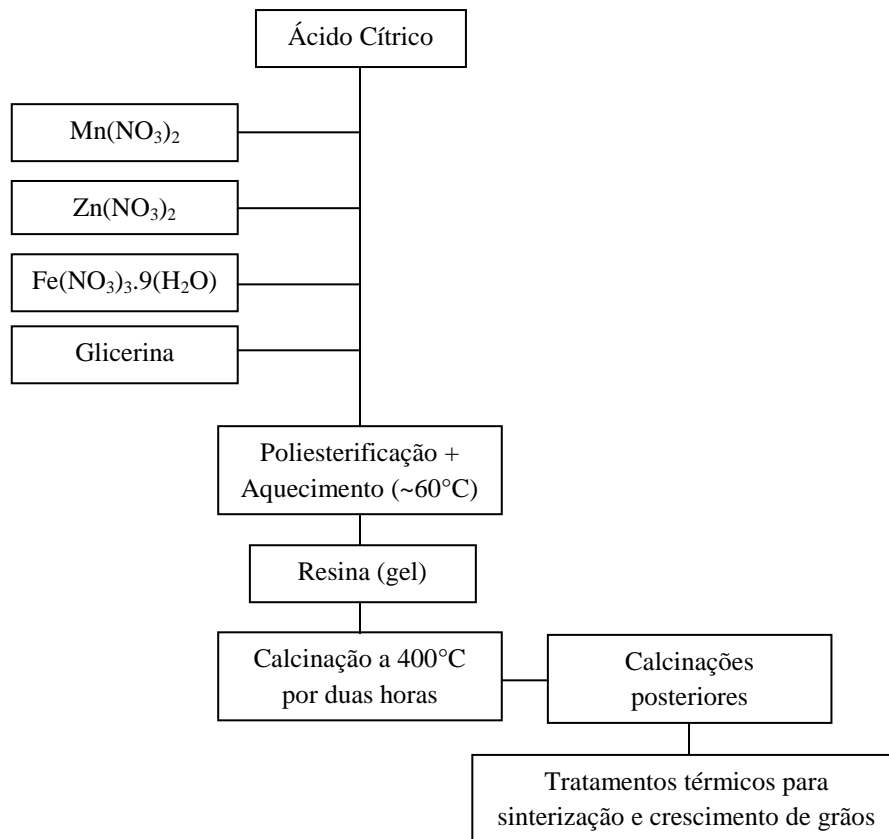 Ácido Cítrico
Mn(NO₃)₂
Zn(NO₃)₂
Fe(NO₃)₃.9(H₂O)
Glicerina
Poliesterificação +
Aquecimento (~60°C)
Resina (gel)
Calcinação a 400°C
por duas horas
Calcinações
posteriores
Tratamentos térmicos para
sinterização e crescimento de grãos